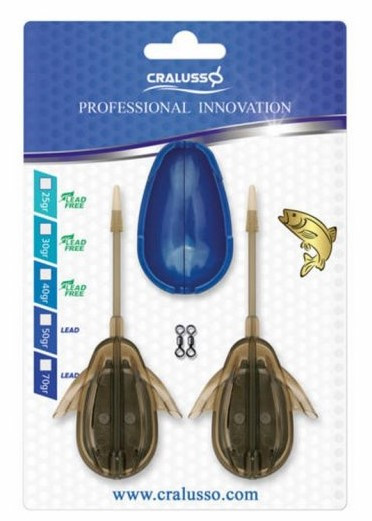 CRALUSSO
PROFESSIONAL INNOVATION
25gr
LEAD
FREE
30gr
LEAD
FREE
40gr
LEAD
FREE
50gr
LEAD
70gr
LEAD
www.cralusso.com